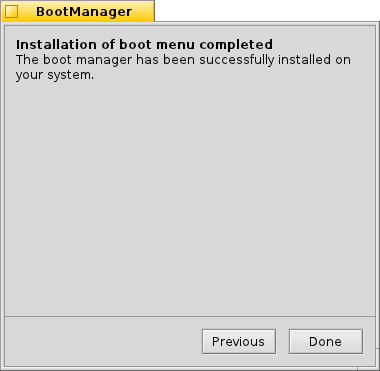 BootManager
Installation of boot menu completed
The boot manager has been successfully installed on
your system.
Previous
Done